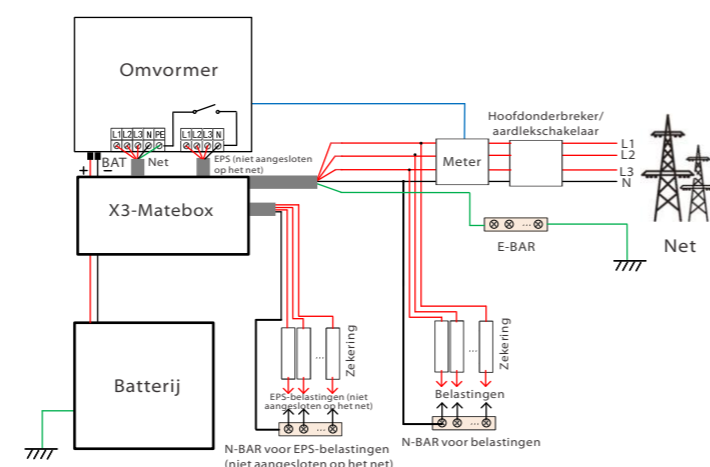 Omvormer
L1 L2 L3 N PE
L1 L2 L3 N
+
BAT
−
Net
EPS (niet aangesloten
op het net)
X3-Matebox
Batterij
Hoofdonderbreker/
aardlekschakelaar
Meter
L1
L2
L3
N
Net
E-BAR
...
...
Zekering
EPS-belastingen (niet
aangesloten op het net)
...
N-BAR voor EPS-belastingen
(niet aangesloten op het net)
...
Zekering
Belastingen
...
N-BAR voor belastingen